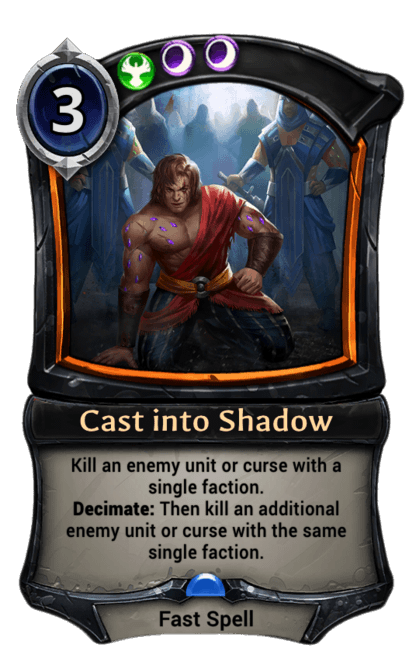 3
Cast into Shadow
Kill an enemy unit or curse with a
single faction.
Decimate: Then kill an additional
enemy unit or curse with the same
single faction.
Fast Spell